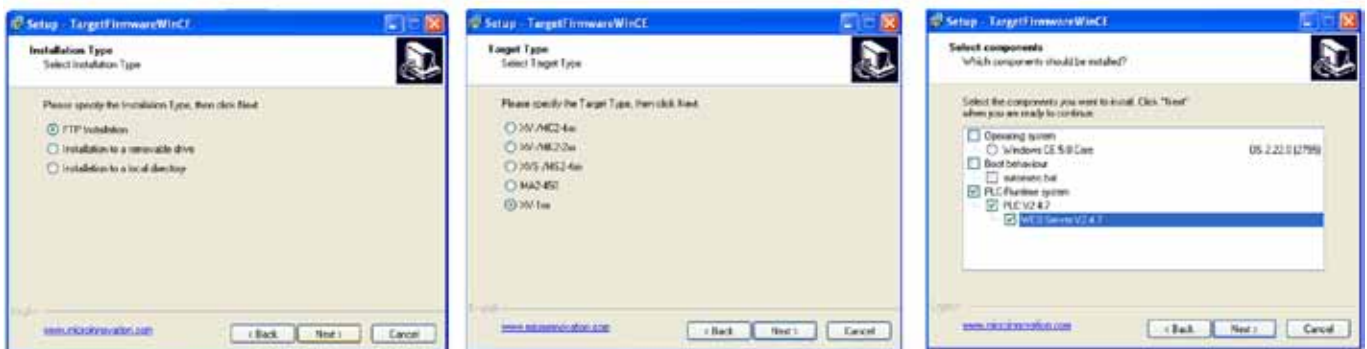 Setup - TargetFirmwareWinCE
Installation Type
Select Installation Type
Please specify the Installation Type, then click Next
FTP Installation
Installation to a removable drive
Installation to a local directory
www.microinnovation.com
< Back
Next >
Cancel
Setup - TargetFirmwareWinCE
Target Type
Select Target Type
Please specify the Target Type, then click Next
MA2-450
XV-1xx
www.microinnovation.com
< Back
Next >
Cancel
Setup - TargetFirmwareWinCE
Select components
Which components should be installed?
Select the components you want to install. Click "Next"
when you are ready to continue.
Operating system
Windows CE 5.0 Core
Boot behaviour
autoexec.bat
PLC Runtime system
PLC V2.4.7
WEB Server V2.4.7
www.microinnovation.com
< Back
Next >
Cancel